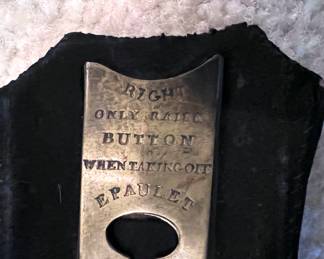 RIGHT
ONLY RAISE
BUTTON
WHEN TAKING OFF
EPAULET